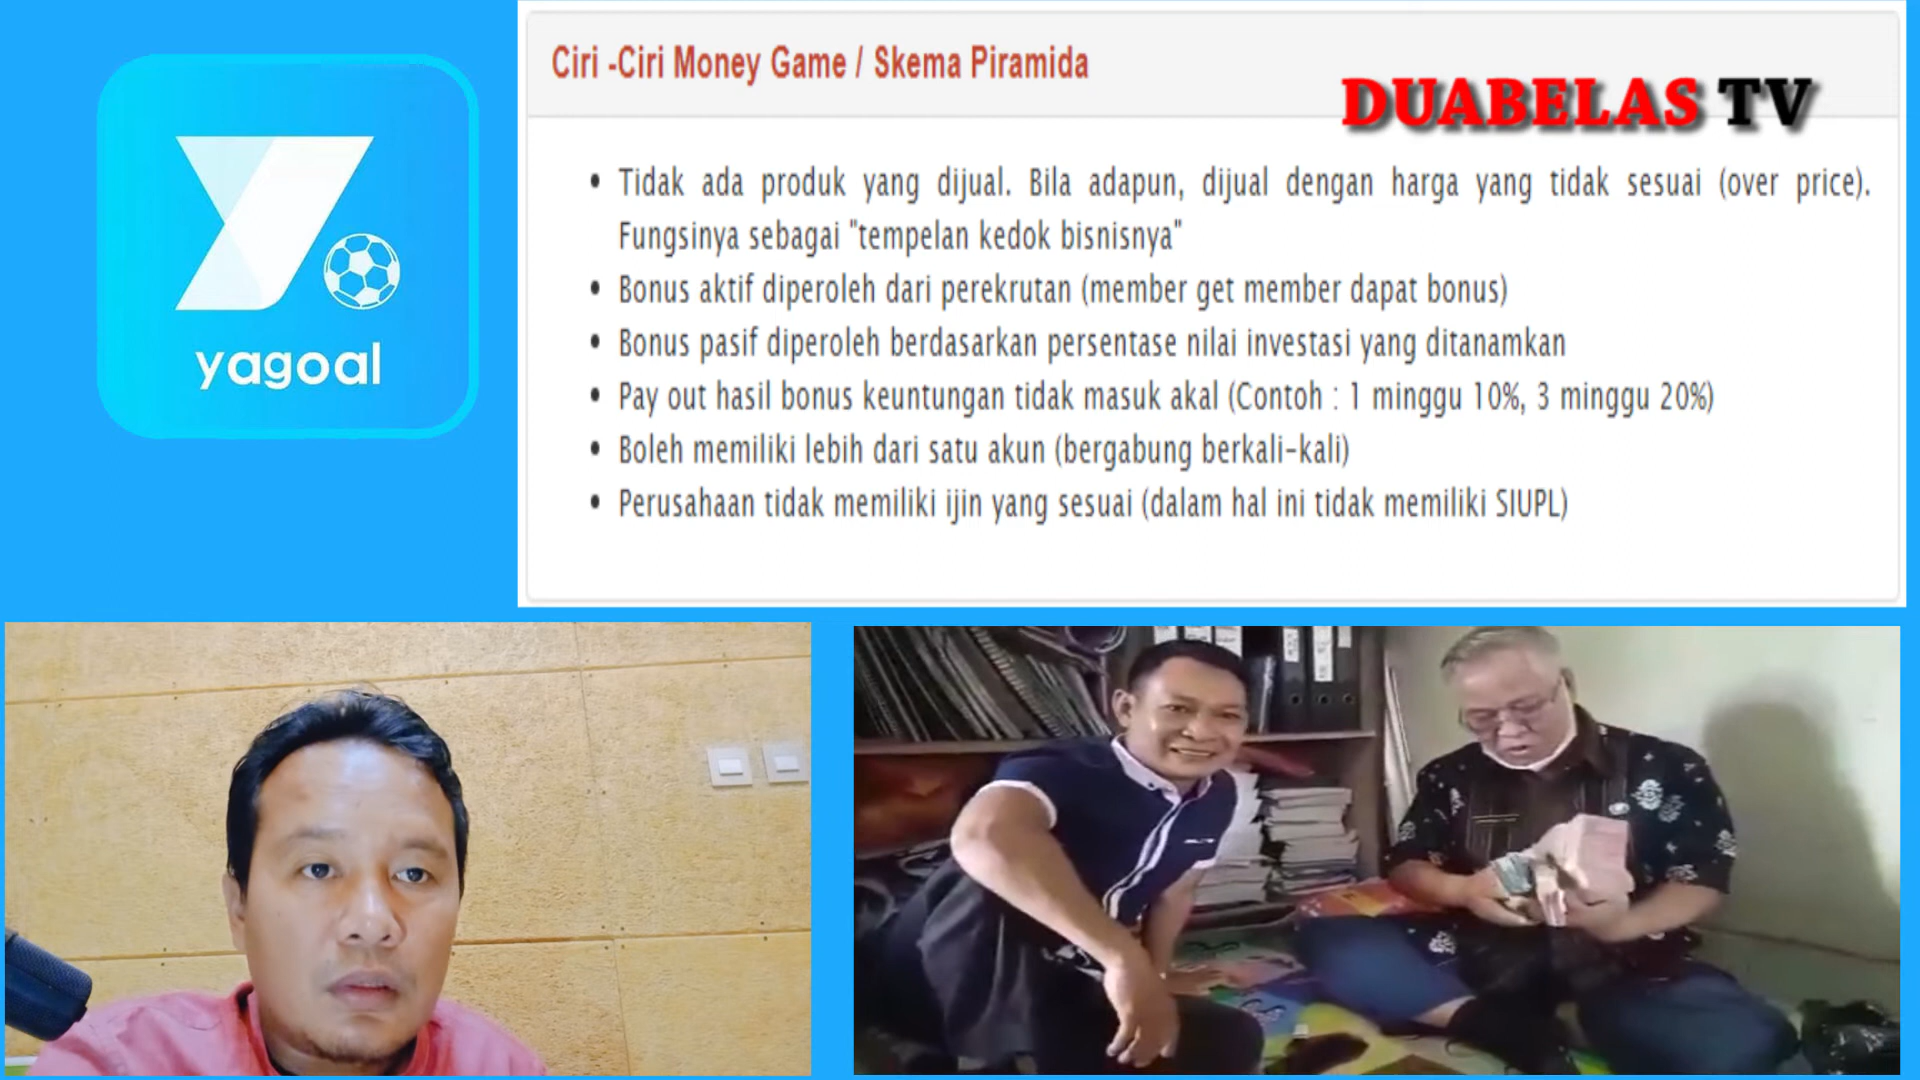 Ciri -Ciri Money Game / Skema Piramida
DUABELAS TV
• Tidak ada produk yang dijual. Bila adapun, dijual dengan harga yang tidak sesuai (over price).
Fungsinya sebagai "tempelan kedok bisnisnya"
• Bonus aktif diperoleh dari perekrutan (member get member dapat bonus)
• Bonus pasif diperoleh berdasarkan persentase nilai investasi yang ditanamkan
• Pay out hasil bonus keuntungan tidak masuk akal (Contoh : 1 minggu 10%, 3 minggu 20%)
• Boleh memiliki lebih dari satu akun (bergabung berkali-kali)
• Perusahaan tidak memiliki ijin yang sesuai (dalam hal ini tidak memiliki SIUPL)
yagoal